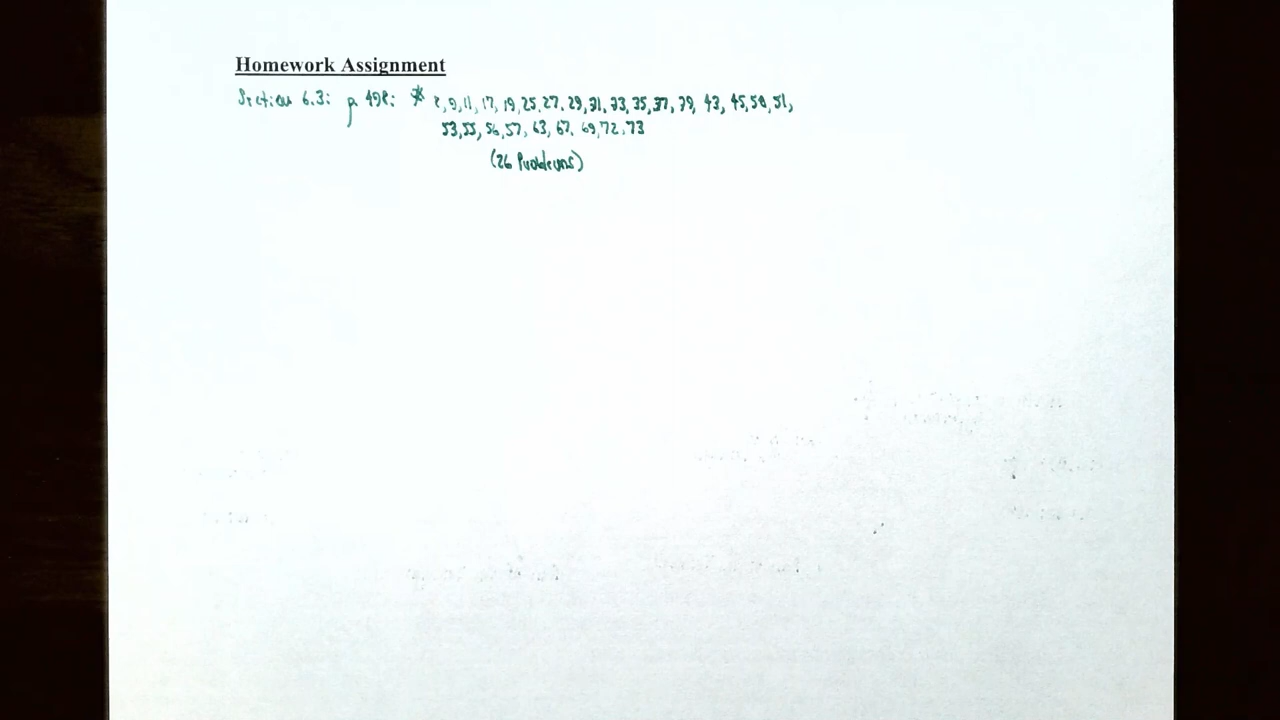 Homework Assignment
Section 6.3: p 498: # 8, 9, 11, 17, 19, 25, 27, 29, 31, 33, 35, 37, 39, 43, 45, 50, 51,
53, 55, 56, 57, 63, 67, 69, 72, 73
(26 Problems)